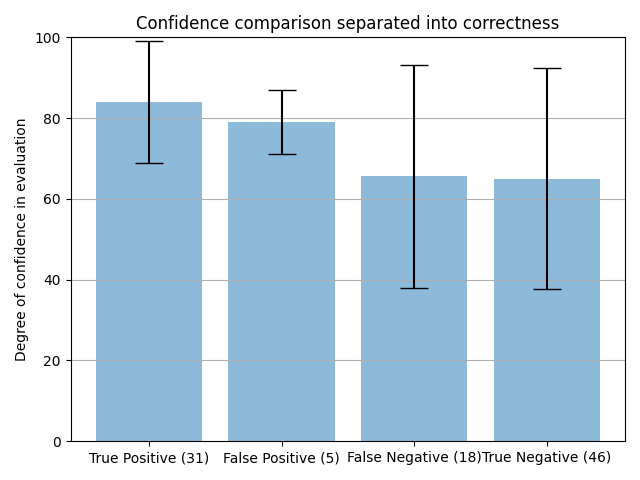 Confidence comparison separated into correctness
Degree of confidence in evaluation
100
80
60
40
20
0
True Positive (31) False Positive (5) False Negative (18) True Negative (46)